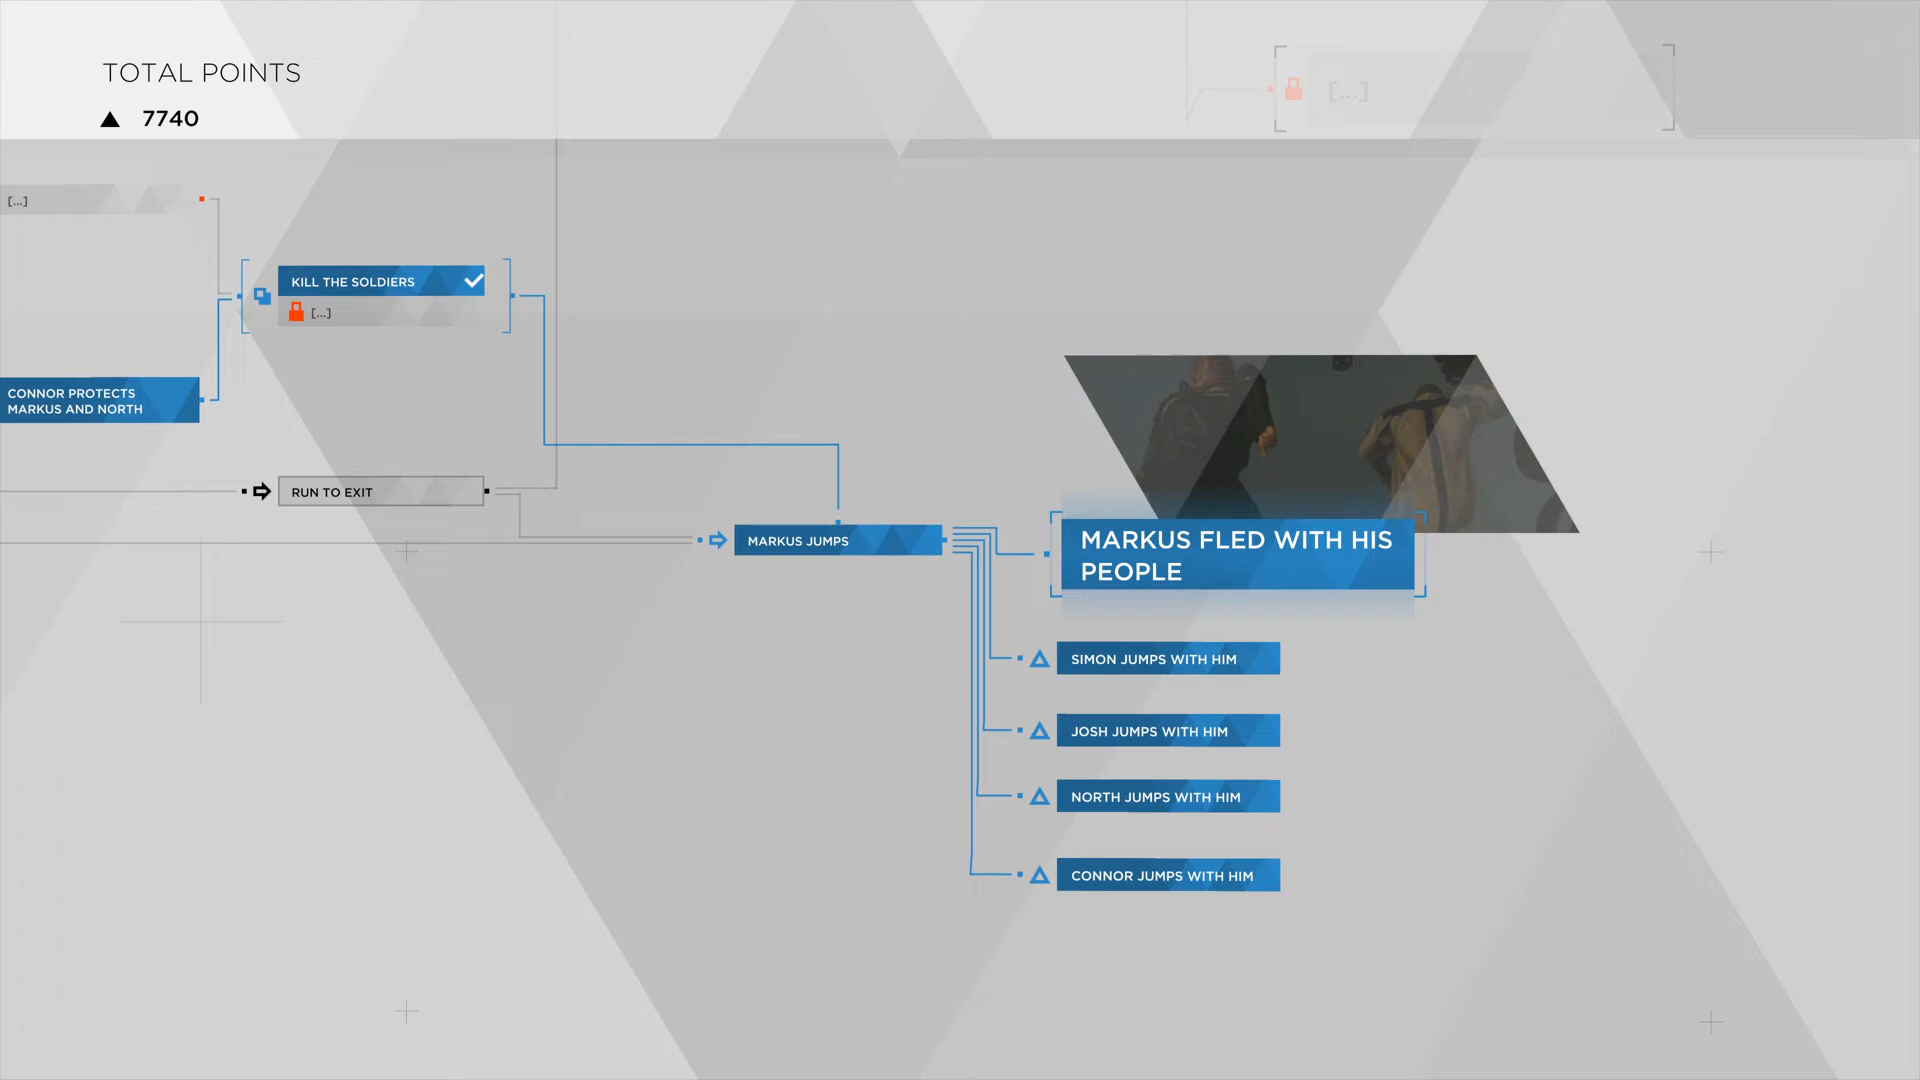 TOTAL POINTS
7740
[...]
[...]
KILL THE SOLDIERS
[...]
CONNOR PROTECTS
MARKUS AND NORTH
RUN TO EXIT
MARKUS JUMPS
MARKUS FLED WITH HIS
PEOPLE
SIMON JUMPS WITH HIM
JOSH JUMPS WITH HIM
NORTH JUMPS WITH HIM
CONNOR JUMPS WITH HIM